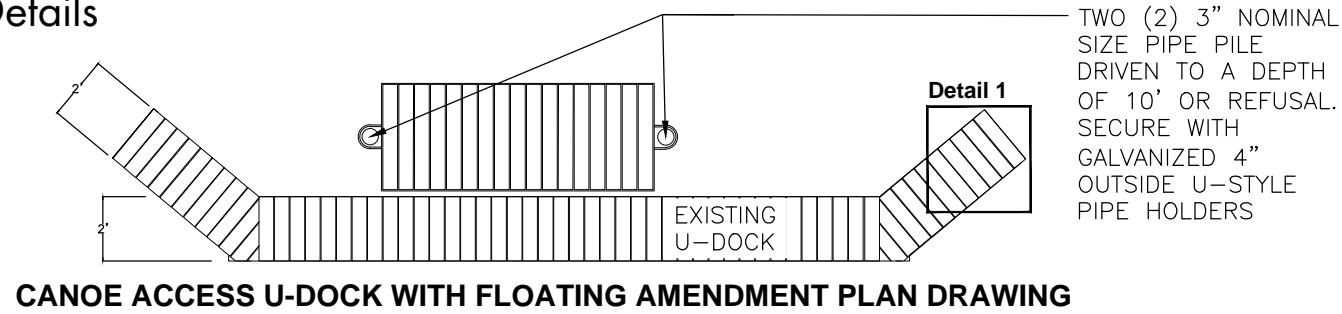 Details
TWO (2) 3" NOMINAL
SIZE PIPE PILE
DRIVEN TO A DEPTH
OF 10' OR REFUSAL.
SECURE WITH
GALVANIZED 4"
OUTSIDE U-STYLE
PIPE HOLDERS
2'
Detail 1
2'
EXISTING
U-DOCK
CANOE ACCESS U-DOCK WITH FLOATING AMENDMENT PLAN DRAWING